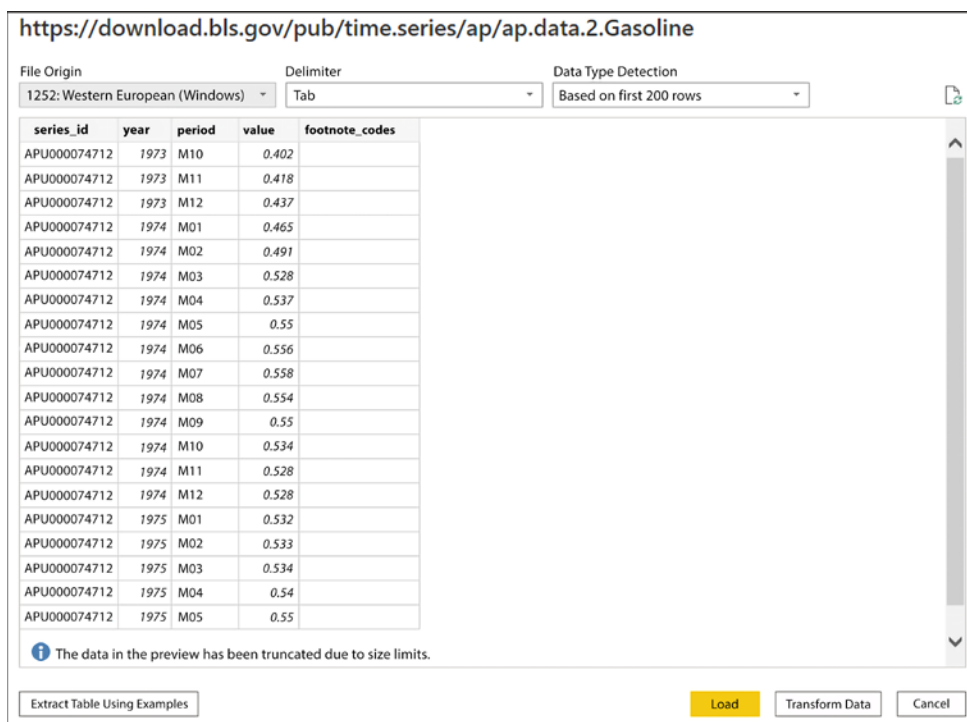 https://download.bls.gov/pub/time.series/ap/ap.data.2.Gasoline
File Origin Delimiter Data Type Detection
1252: Western European (Windows) Tab Based on first 200 rows
series_id year period value footnote_codes
APU000074712 1973 M10 0.402
APU000074712 1973 M11 0.418
APU000074712 1973 M12 0.437
APU000074712 1974 M01 0.465
APU000074712 1974 M02 0.491
APU000074712 1974 M03 0.528
APU000074712 1974 M04 0.537
APU000074712 1974 M05 0.55
APU000074712 1974 M06 0.556
APU000074712 1974 M07 0.558
APU000074712 1974 M08 0.554
APU000074712 1974 M09 0.55
APU000074712 1974 M10 0.534
APU000074712 1974 M11 0.528
APU000074712 1974 M12 0.528
APU000074712 1975 M01 0.532
APU000074712 1975 M02 0.533
APU000074712 1975 M03 0.534
APU000074712 1975 M04 0.54
APU000074712 1975 M05 0.55
The data in the preview has been truncated due to size limits.
Extract Table Using Examples Load Transform Data Cancel